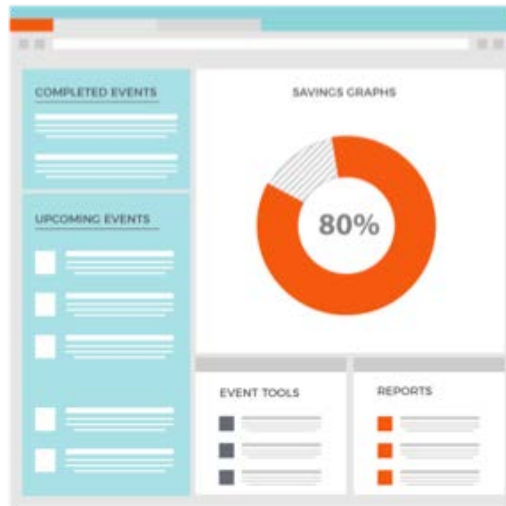 COMPLETED EVENTS
SAVINGS GRAPHS
80%
UPCOMING EVENTS
EVENT TOOLS
REPORTS